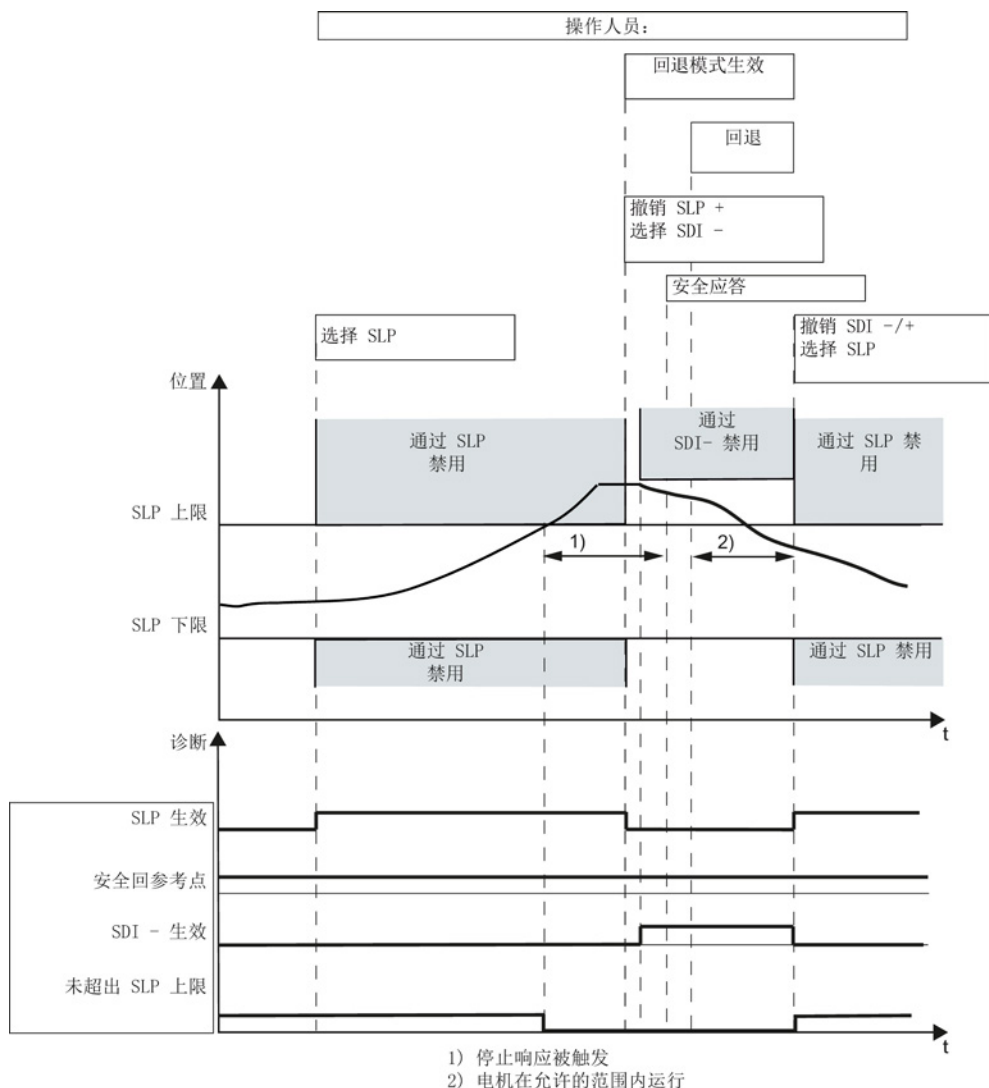 操作人员：
回退模式生效
回退
撤销 SLP +
选择 SDI -
安全应答
选择 SLP
撤销 SDI -/+
选择 SLP
位置
通过 SLP
禁用
通过
SDI- 禁用
通过 SLP 禁
用
SLP 上限
1)
2)
SLP 下限
通过 SLP
禁用
通过 SLP 禁用
t
诊断
SLP 生效
安全回参考点
SDI - 生效
未超出 SLP 上限
t
1) 停止响应被触发
2) 电机在允许的范围内运行